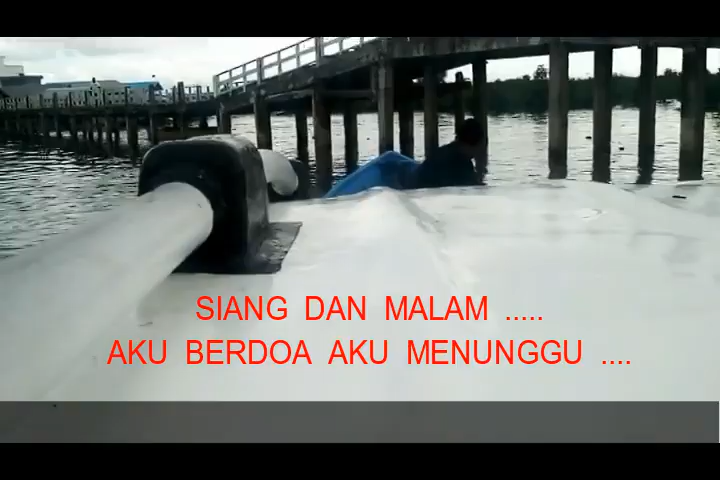 SIANG DAN MALAM .....
AKU BERDOA AKU MENUNGGU ....